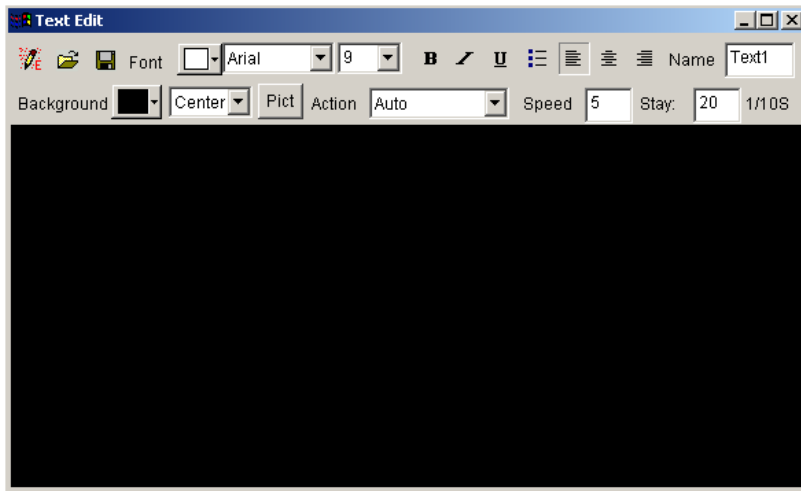 Text Edit
Font Arial 9 B I U Name Text1
Background Center Pict Action Auto Speed 5 Stay: 20 1/10S